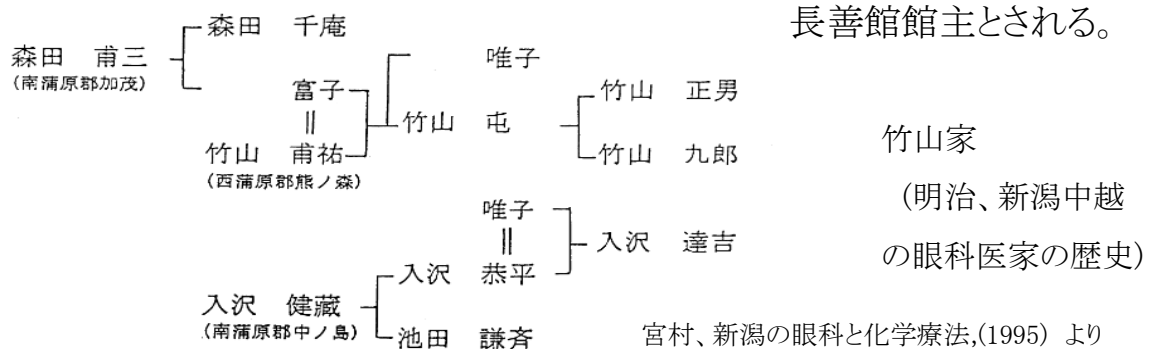 長善館館主とされる。
森田 千庵
森田 甫三
(南蒲原郡加茂)
唯子
富子
竹山 正男
||
竹山 屯
竹山 甫祐
竹山 九郎
(西蒲原郡熊ノ森)
竹山家
(明治、新潟中越
の眼科医家の歴史)
唯子
||
入沢 達吉
入沢 恭平
入沢 健藏
(南蒲原郡中ノ島)
池田 謙斉
宮村、新潟の眼科と化学療法,(1995) より